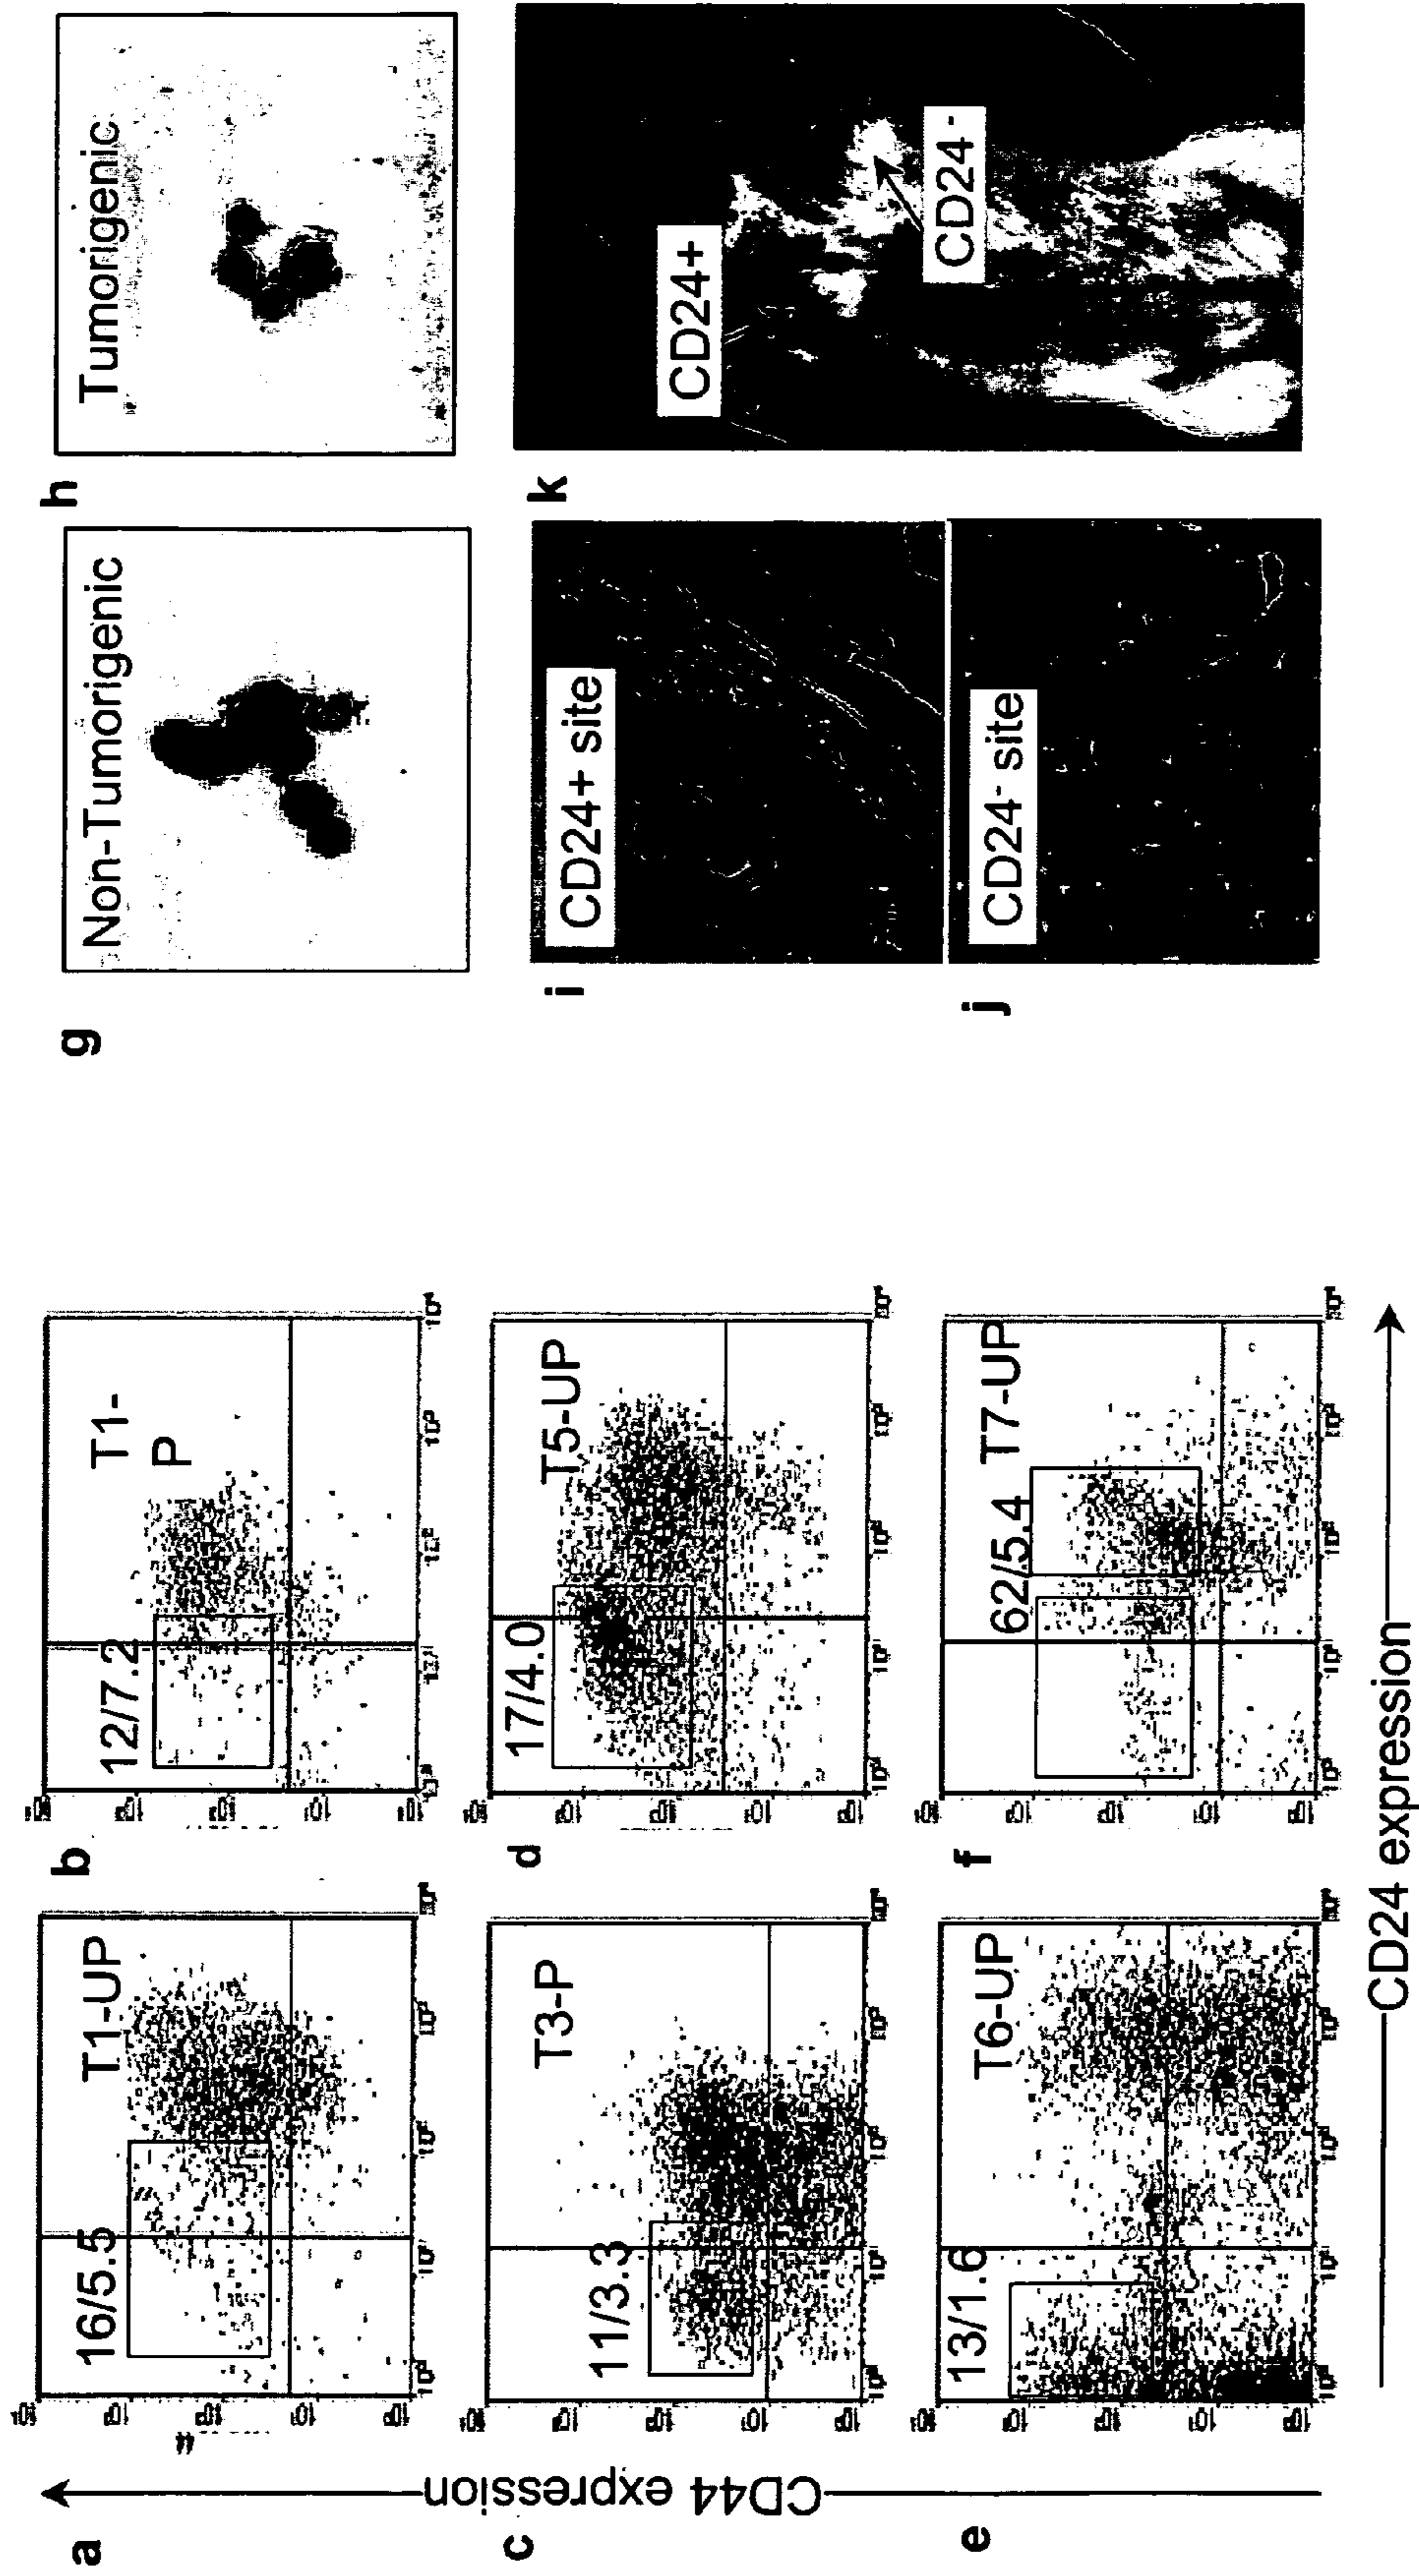 a
16/5.5
T1-UP
b
12/7.2
T1-
P
c
11/3.3
T3-P
d
17/4.0
T5-UP
e
13/1.6
T6-UP
f
62/5.4
T7-UP
CD44 expression
CD24 expression
g
Non-Tumorigenic
h
Tumorigenic
i
CD24+ site
j
CD24- site
k
CD24+
CD24-